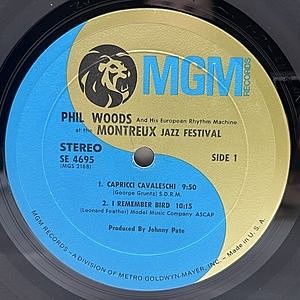 MGM
RECORDS
PHIL WOODS And His European Rhythm Machine
at the MONTREUX JAZZ FESTIVAL
STEREO
SE 4695
(MGS 2168)
SIDE 1
1. CAPRICCI CAVALESCHI 9:50
(George Gruntz) S.D.R.M.
2. I REMEMBER BIRD 10:15
(Leonard Feather) Model Music Company ASCAP
Produced By Johnny Pate
MGM RECORDS - A DIVISION OF METRO-GOLDWYN-MAYER, INC. - Made in U.S.A.